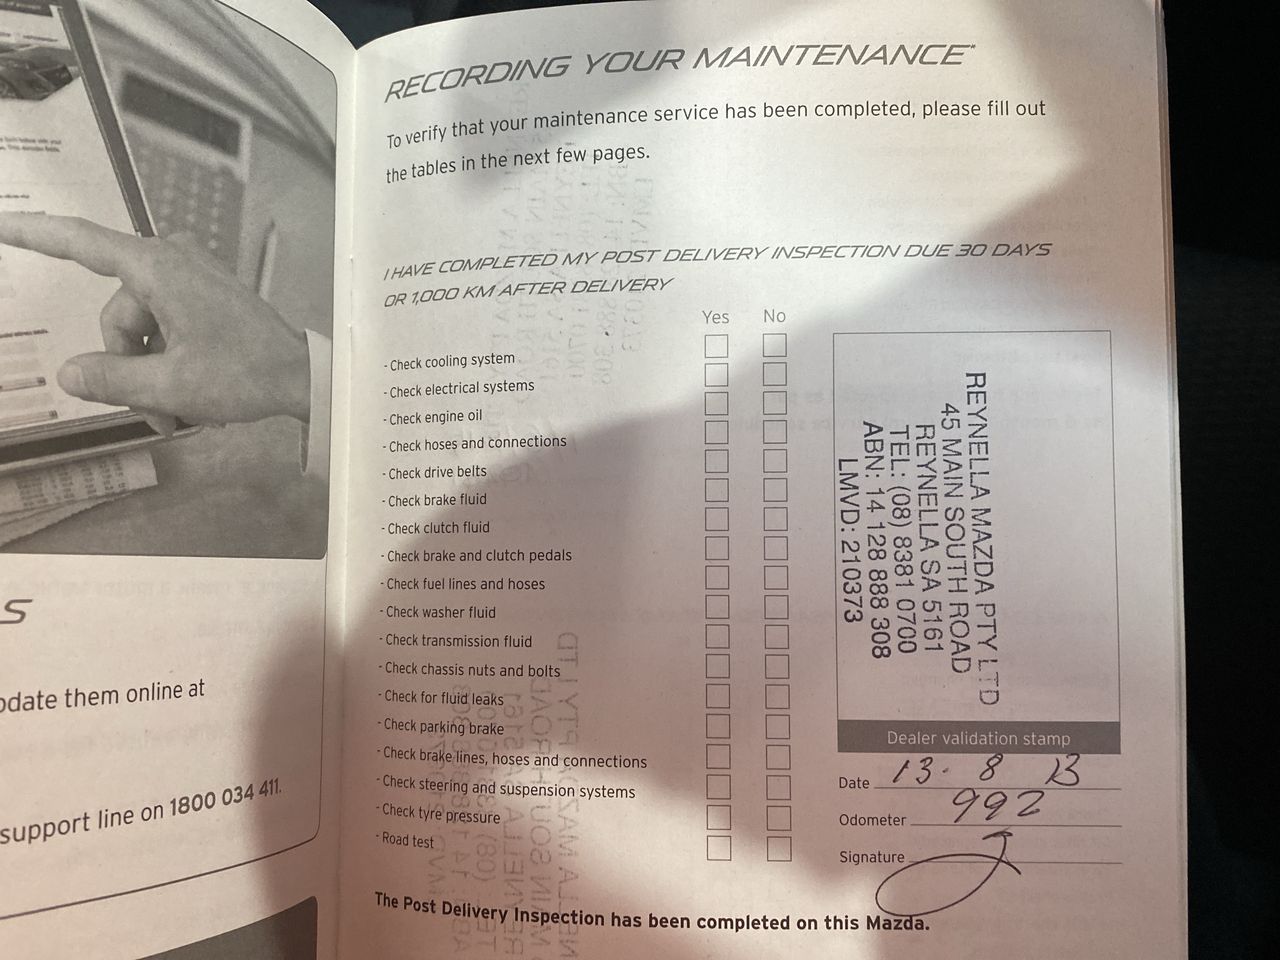 S
date them online at
support line on 1800 034 411.
RECORDING YOUR MAINTENANCE*
To verify that your maintenance service has been completed, please fill out
the tables in the next few pages.
I HAVE COMPLETED MY POST DELIVERY INSPECTION DUE 30 DAYS
OR 1,000 KM AFTER DELIVERY
Yes No
- Check cooling system
- Check electrical systems
- Check engine oil
- Check hoses and connections
- Check drive belts
- Check brake fluid
- Check clutch fluid
- Check brake and clutch pedals
- Check fuel lines and hoses
- Check washer fluid
- Check transmission fluid
- Check chassis nuts and bolts
- Check for fluid leaks
- Check parking brake
- Check brake lines, hoses and connections
- Check steering and suspension systems
- Check tyre pressure
- Road test
REYNELLA MAZDA PTY LTD
45 MAIN SOUTH ROAD
REYNELLA SA 5161
TEL: (08) 8381 0700
ABN: 14 128 888 308
LMVD: 210373
Dealer validation stamp
Date 13. 8 13
Odometer 992
Signature
The Post Delivery Inspection has been completed on this Mazda.